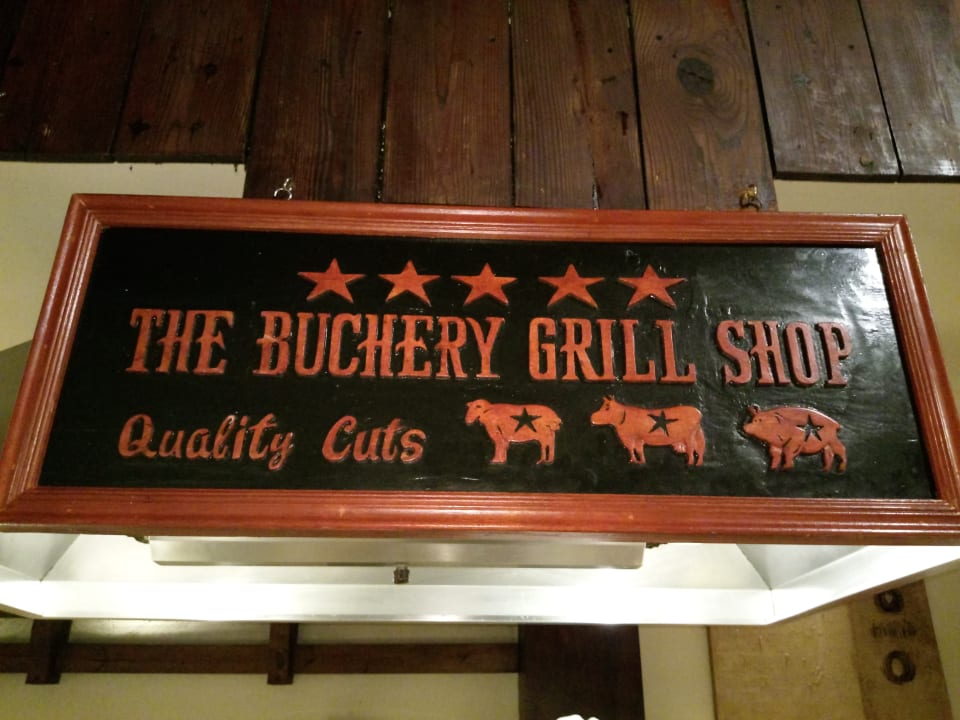 THE BUCHERY GRILL SHOP
Quality Cuts